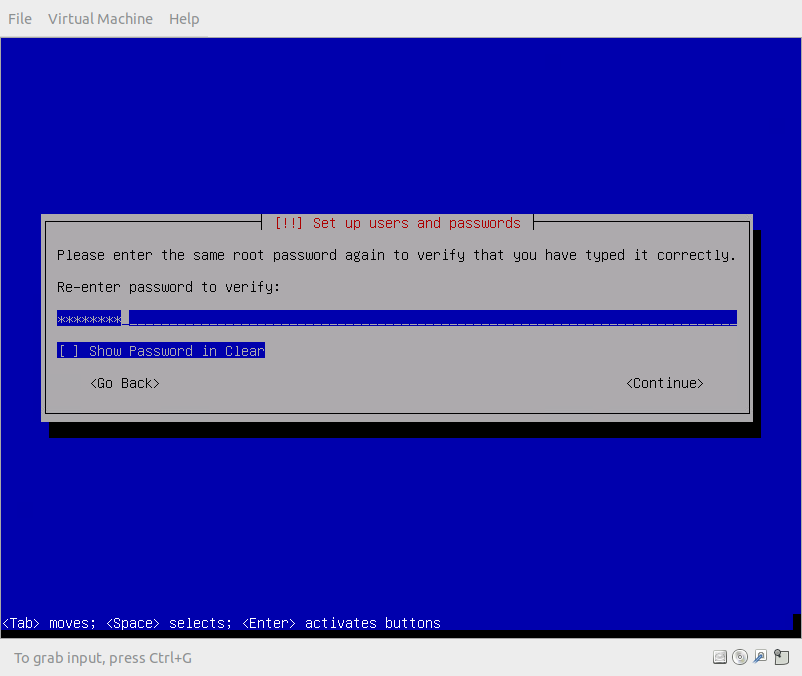 File Virtual Machine Help
[!!] Set up users and passwords
Please enter the same root password again to verify that you have typed it correctly.
Re-enter password to verify:
********_______________________________________________________________________________
[ ] Show Password in Clear
<Go Back> <Continue>
<Tab> moves; <Space> selects; <Enter> activates buttons
To grab input, press Ctrl+G